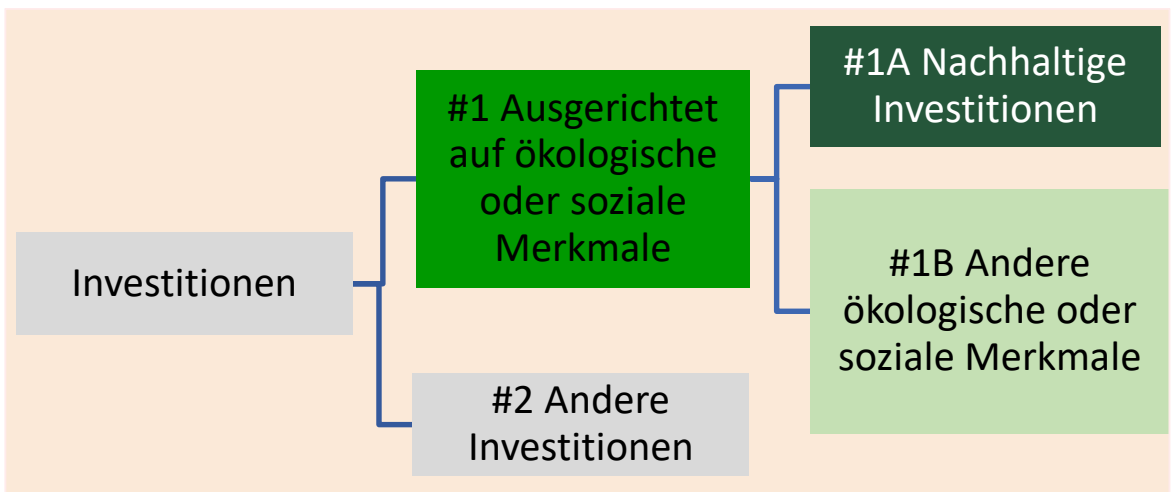 Investitionen
#1 Ausgerichtet
auf ökologische
oder soziale
Merkmale
#2 Andere
Investitionen
#1A Nachhaltige
Investitionen
#1B Andere
ökologische oder
soziale Merkmale